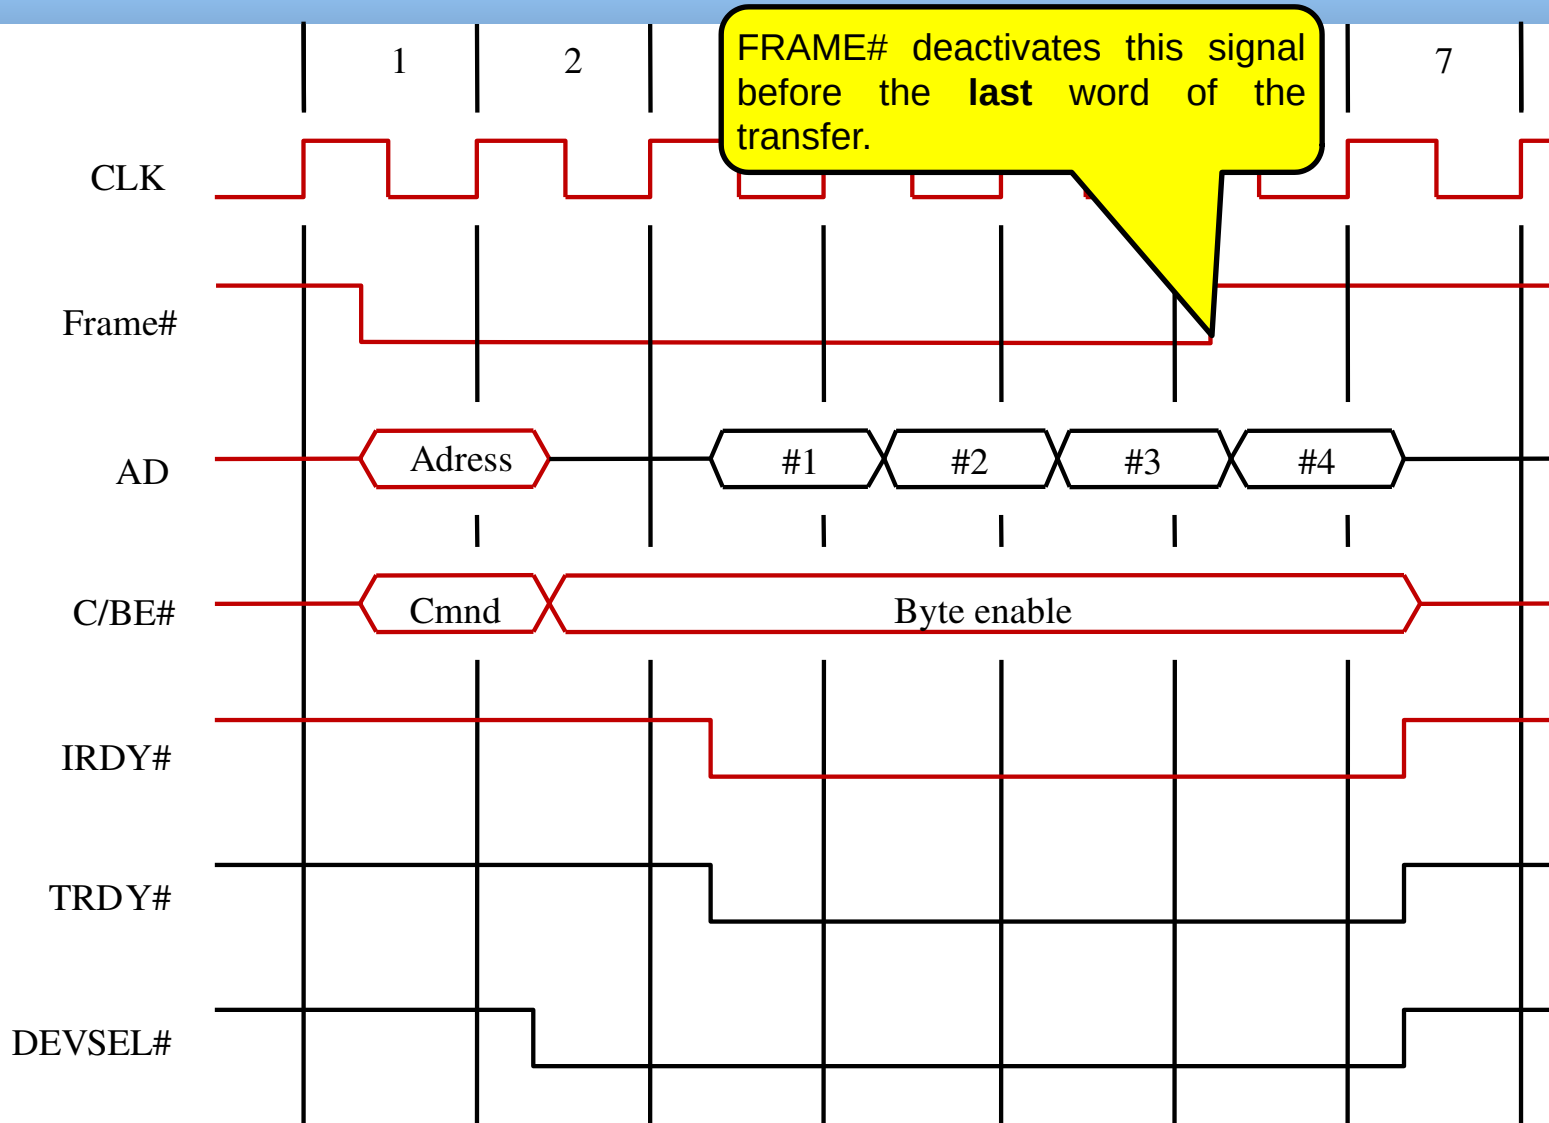 1 2 7
FRAME# deactivates this signal
before the last word of the
transfer.
CLK
Frame#
AD Adress #1 #2 #3 #4
C/BE# Cmnd Byte enable
IRDY#
TRDY#
DEVSEL#